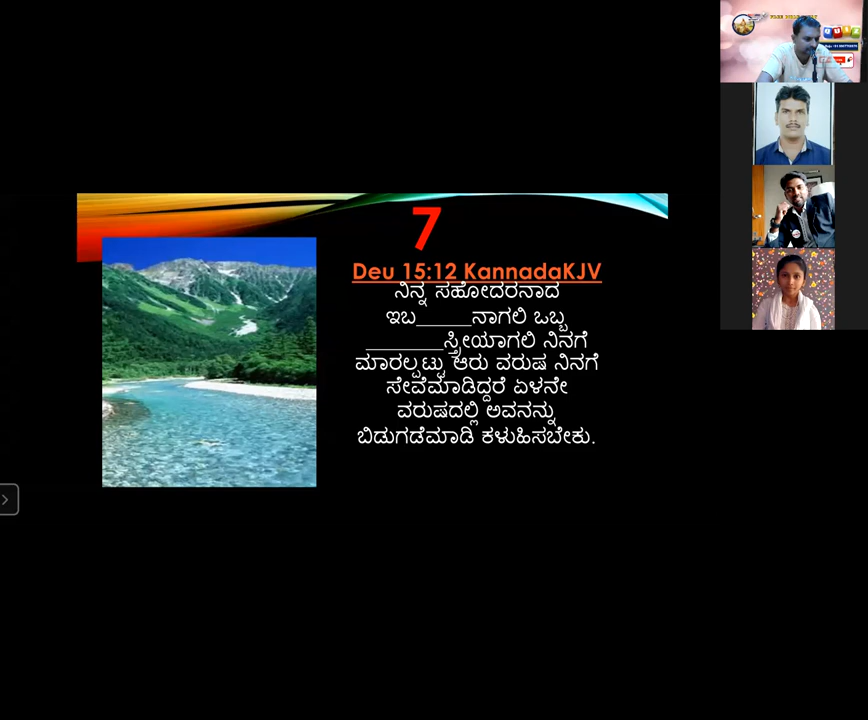 7
Deu 15:12 KannadaKJV
ನಿನ್ನ ಸಹೋದರನಾದ
ಇಬ_____ನಾಗಲಿ ಒಬ್ಬ
_______ಸ್ತ್ರೀಯಾಗಲಿ ನಿನಗೆ
ಮಾರಲ್ಪಟ್ಟು ಆರು ವರುಷ ನಿನಗೆ
ಸೇವೆಮಾಡಿದ್ದರೆ ಏಳನೇ
ವರುಷದಲ್ಲಿ ಅವನನ್ನು
ಬಿಡುಗಡೆಮಾಡಿ ಕಳುಹಿಸಬೇಕು.